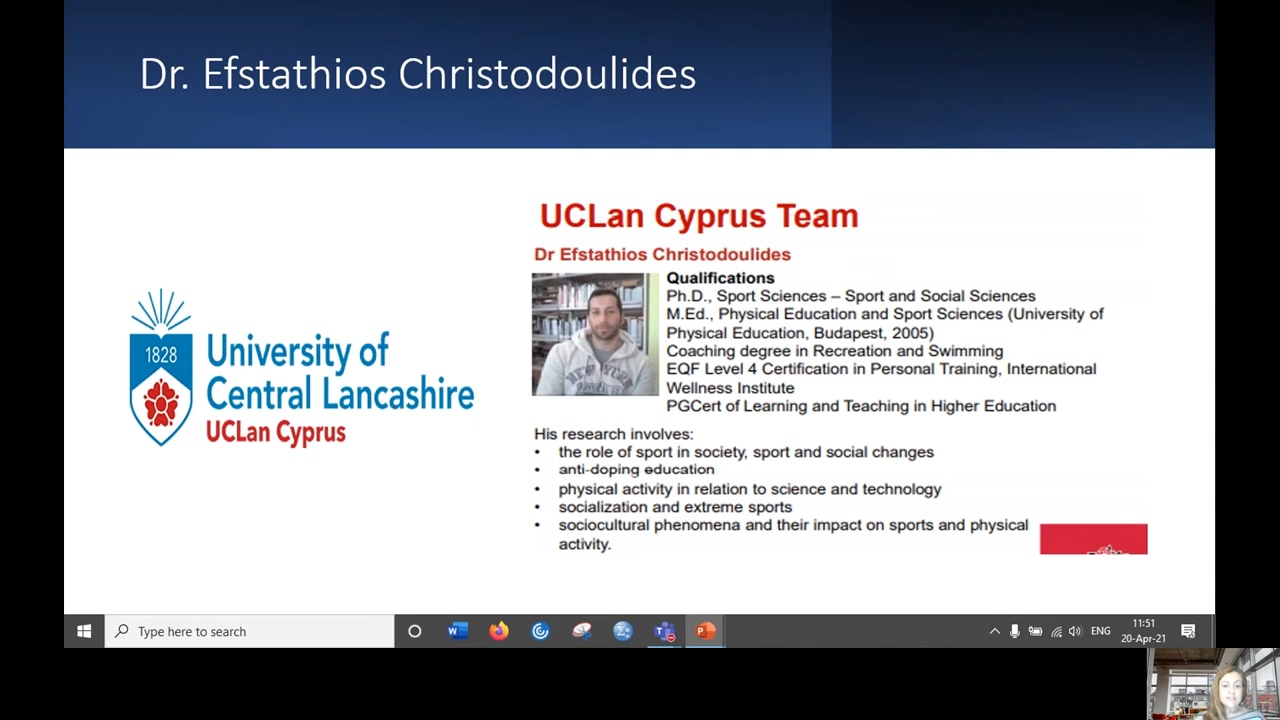 Dr. Efstathios Christodoulides
UCLan Cyprus Team
Dr Efstathios Christodoulides
Qualifications
Ph.D., Sport Sciences – Sport and Social Sciences
M.Ed., Physical Education and Sport Sciences (University of
Physical Education, Budapest, 2005)
Coaching degree in Recreation and Swimming
EQF Level 4 Certification in Personal Training, International
Wellness Institute
PGCert of Learning and Teaching in Higher Education
1828
University of
Central Lancashire
UCLan Cyprus
His research involves:
• the role of sport in society, sport and social changes
• anti-doping education
• physical activity in relation to science and technology
• socialization and extreme sports
• sociocultural phenomena and their impact on sports and physical
activity.
Type here to search
ENG
11:51
20-Apr-21